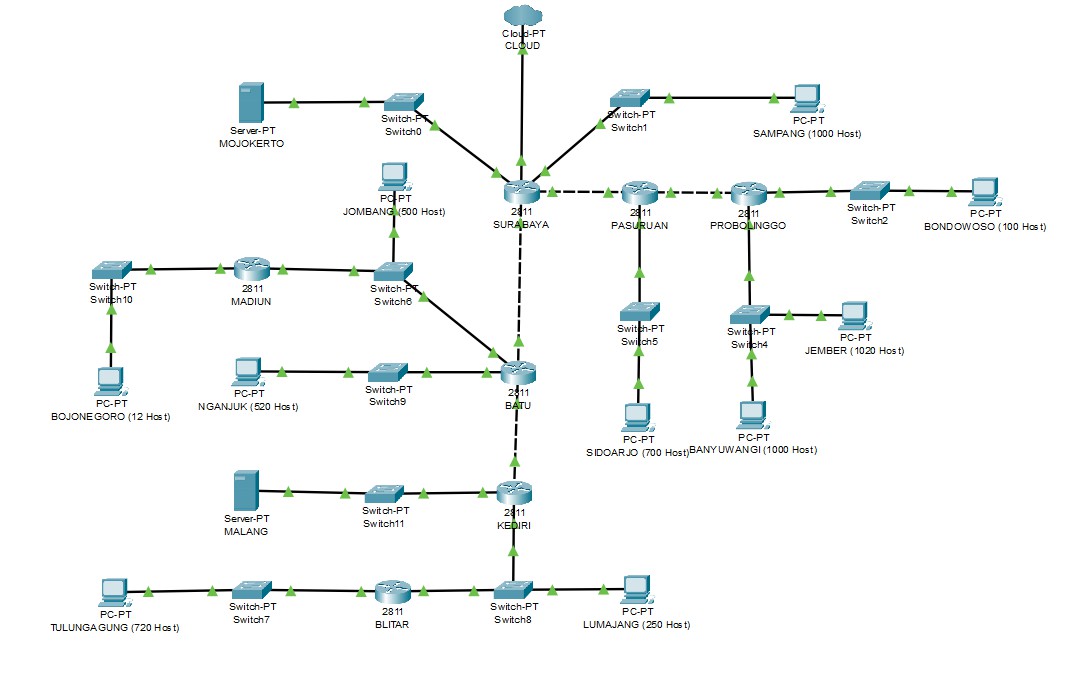 Cloud-PT
CLOUD
Server-PT
MOJOKERTO
Switch-PT
Switch0
Switch-PT
Switch1
PC-PT
SAMPANG (1000 Host)
PC-PT
JOMBANG (500 Host)
2811
SURABAYA
2811
PASURUAN
2811
PROBOLINGGO
Switch-PT
Switch2
PC-PT
BONDOWOSO (100 Host)
Switch-PT
Switch10
2811
MADIUN
Switch-PT
Switch6
Switch-PT
Switch5
Switch-PT
Switch4
PC-PT
JEMBER (1020 Host)
PC-PT
BOJONEGORO (12 Host)
PC-PT
NGANJUK (520 Host)
Switch-PT
Switch9
2811
BATU
PC-PT
SIDOARJO (700 Host)
PC-PT
BANYUWANGI (1000 Host)
Server-PT
MALANG
Switch-PT
Switch11
2811
KEDIRI
PC-PT
TULUNGAGUNG (720 Host)
Switch-PT
Switch7
2811
BLITAR
Switch-PT
Switch8
PC-PT
LUMAJANG (250 Host)